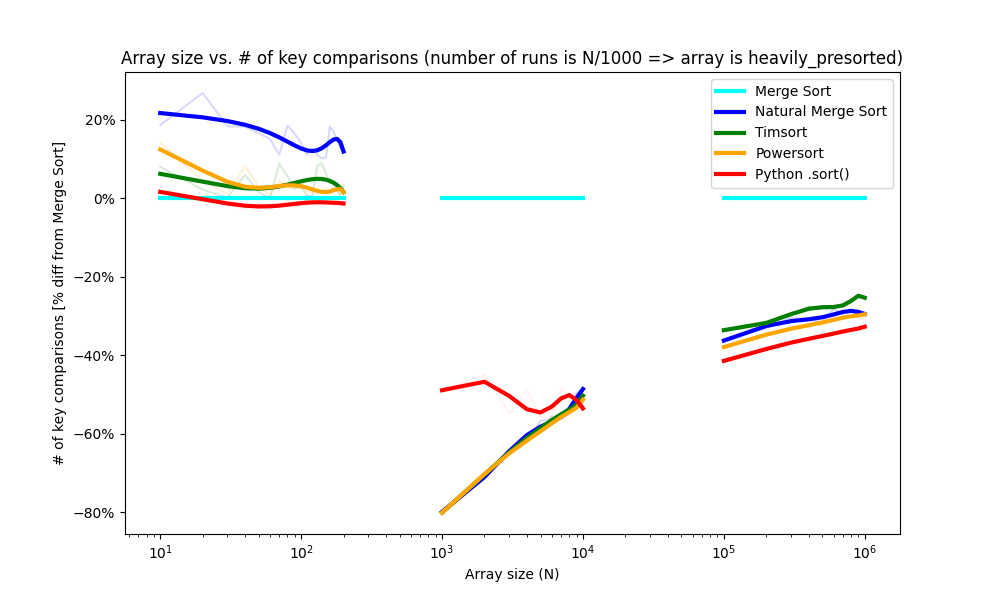 Array size vs. # of key comparisons (number of runs is N/1000 => array is heavily_presorted)
Merge Sort
Natural Merge Sort
Timsort
Powersort
Python .sort()
# of key comparisons [% diff from Merge Sort]
20%
0%
−20%
−40%
−60%
−80%
10¹ 10² 10³ 10⁴ 10⁵ 10⁶
Array size (N)